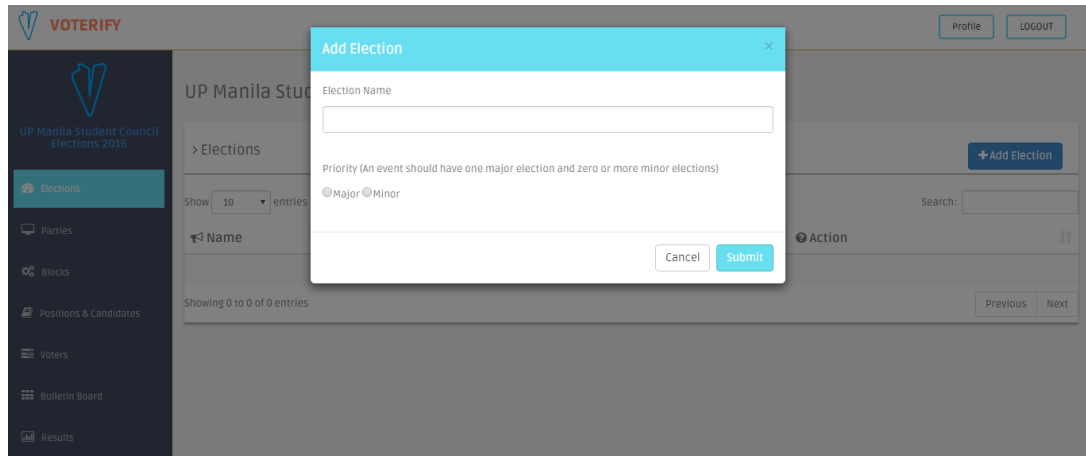 VOTERIFY
Profile
LOGOUT
UP Manila Student Council
Elections 2016
Elections
Parties
Blocks
Positions & Candidates
Voters
Bulletin Board
Results
UP Manila Stud
> Elections
+Add Election
Show 10 entries
Search:
Name
Action
Showing 0 to 0 of 0 entries
Previous Next
Add Election ×
Election Name
Priority (An event should have one major election and zero or more minor elections)
Major Minor
Cancel Submit